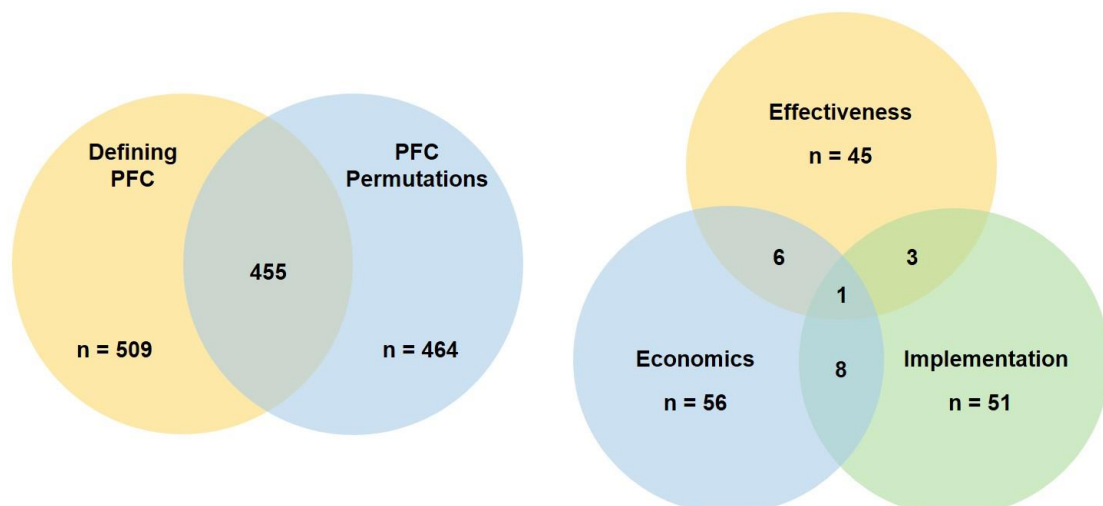 Defining
PFC
PFC
Permutations
455
n = 509
n = 464
Effectiveness
n = 45
6
3
1
Economics
n = 56
8
Implementation
n = 51